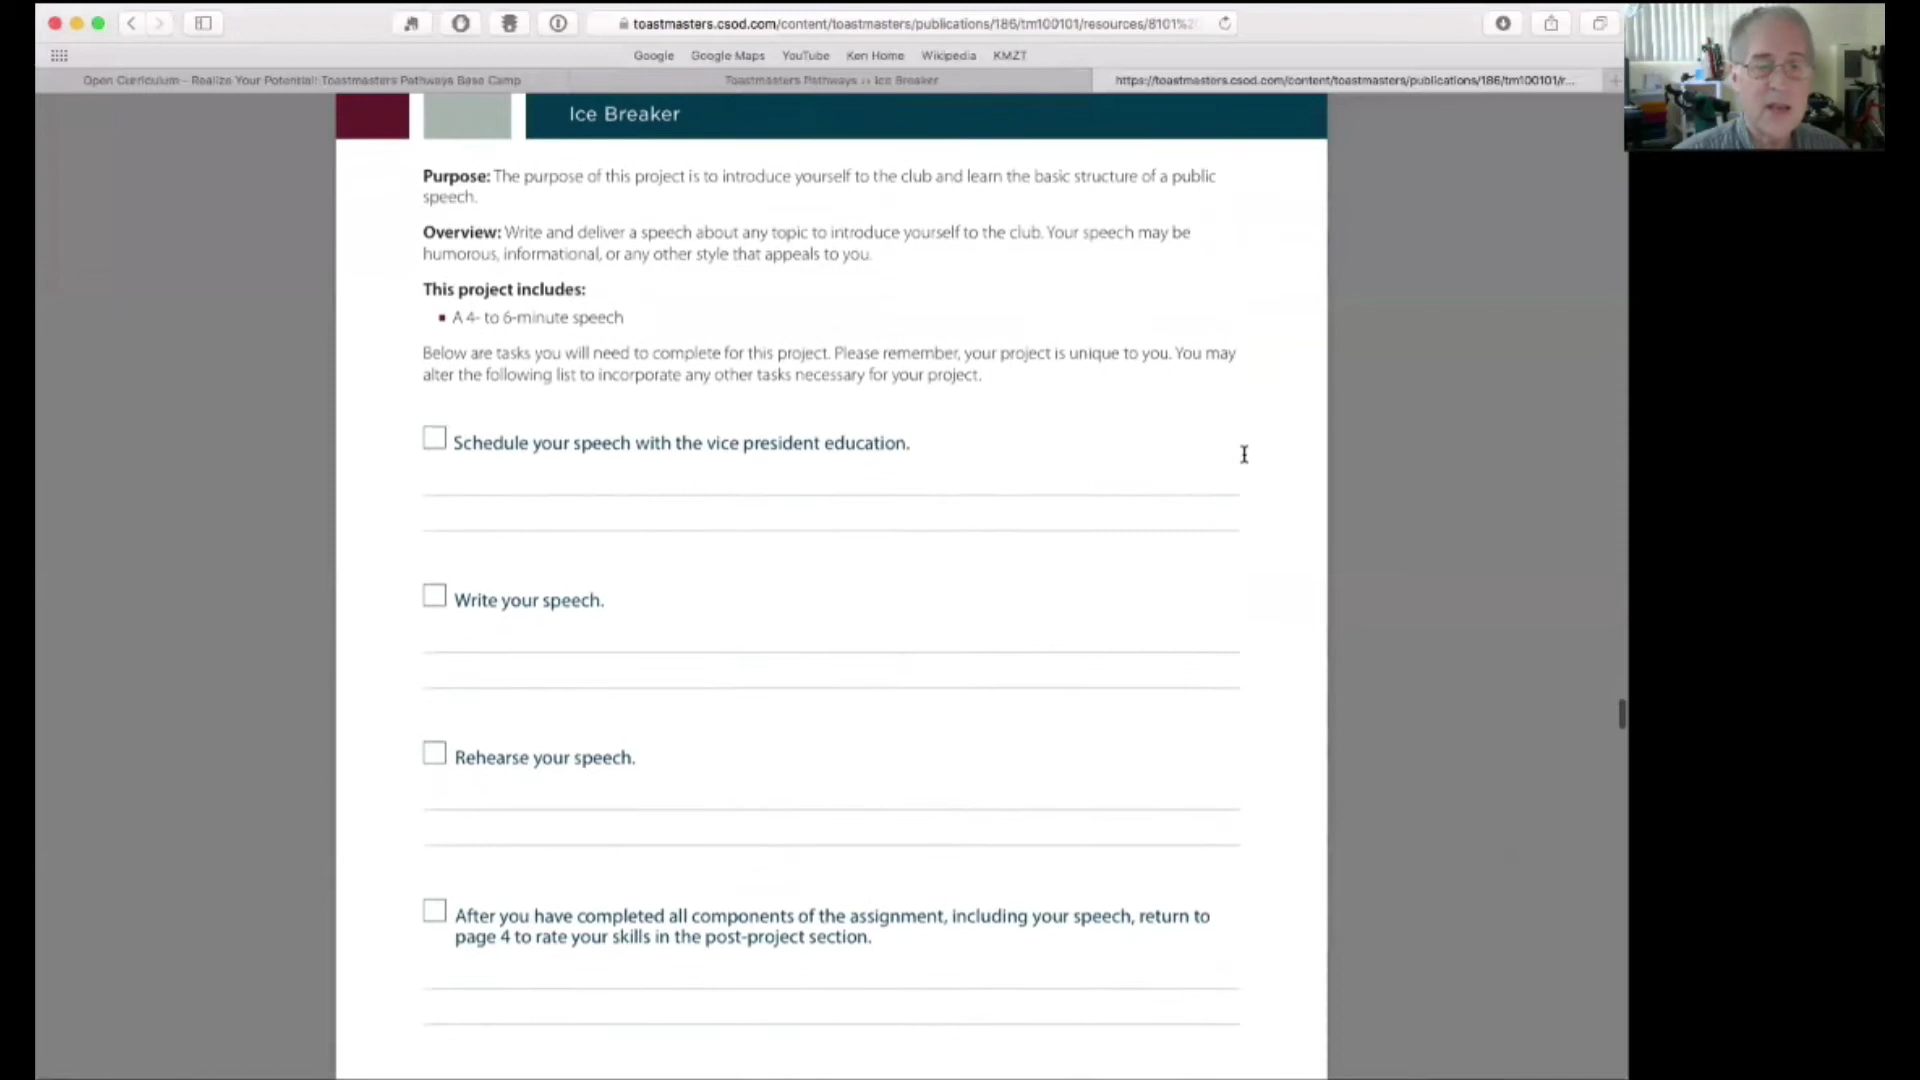 toastmasters.csod.com/content/toastmasters/publications/186/tm100101/resources/8101%20
Google Google Maps YouTube Ken Home Wikipedia KMZT
Open Curriculum – Realize Your Potential: Toastmasters Pathways Base Camp
Toastmasters Pathways :: Ice Breaker
https://toastmasters.csod.com/content/toastmasters/publications/186/tm100101/r...
Ice Breaker
Purpose: The purpose of this project is to introduce yourself to the club and learn the basic structure of a public
speech.
Overview: Write and deliver a speech about any topic to introduce yourself to the club. Your speech may be
humorous, informational, or any other style that appeals to you.
This project includes:
▪ A 4- to 6-minute speech
Below are tasks you will need to complete for this project. Please remember, your project is unique to you. You may
alter the following list to incorporate any other tasks necessary for your project.
Schedule your speech with the vice president education.
Write your speech.
Rehearse your speech.
After you have completed all components of the assignment, including your speech, return to
page 4 to rate your skills in the post-project section.